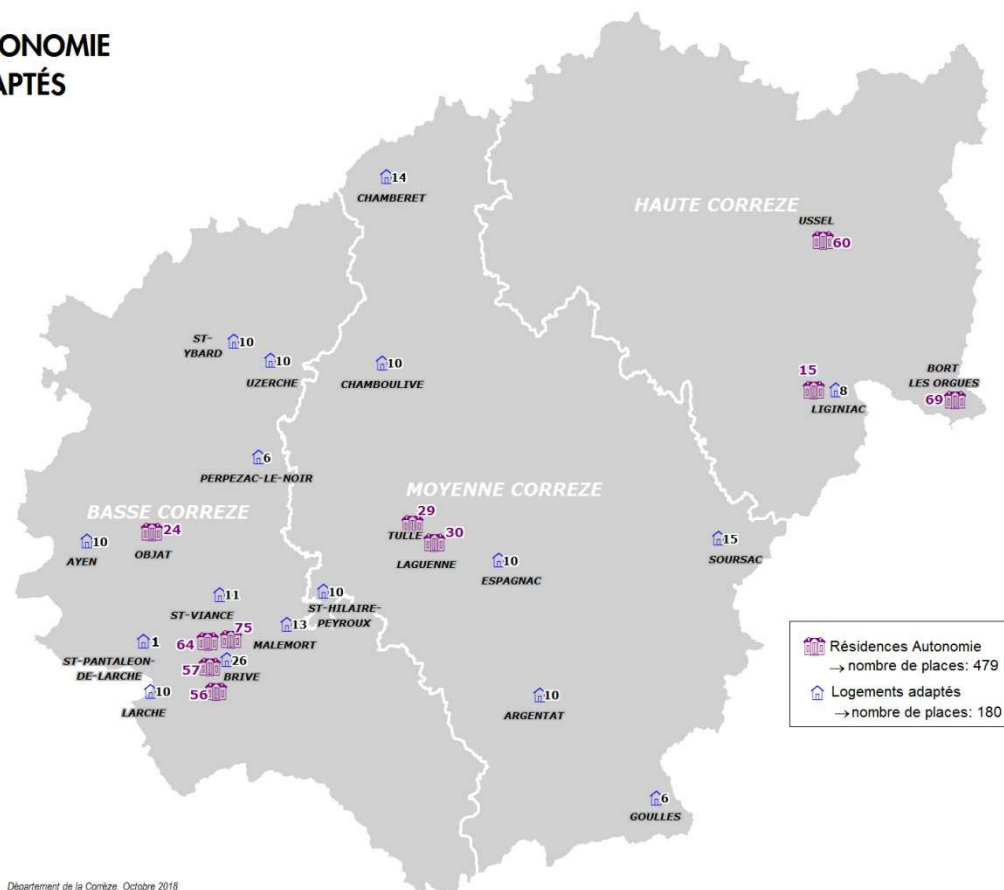 ONOMIE
APTÉS
14
CHAMBERET
HAUTE CORREZE
USSEL
60
ST-
YBARD
10
10
UZERCHE
10
CHAMBOULIVE
15
8
LIGINIAC
BORT
LES ORGUES
69
6
PERPEZAC-LE-NOIR
MOYENNE CORREZE
BASSE CORREZE
24
OBJAT
10
AYEN
29
TULLE
30
LAGUENNE
10
ESPAGNAC
15
SOURSAC
11
ST-VIANCE
10
ST-HILAIRE-
PEYROUX
13
MALEMORT
75
64
1
ST-PANTALEON-
DE-LARCHE
57
26
BRIVE
56
10
LARCHE
10
ARGENTAT
6
GOULLES
Résidences Autonomie
→ nombre de places: 479
Logements adaptés
→ nombre de places: 180
Département de la Corrèze, Octobre 2018